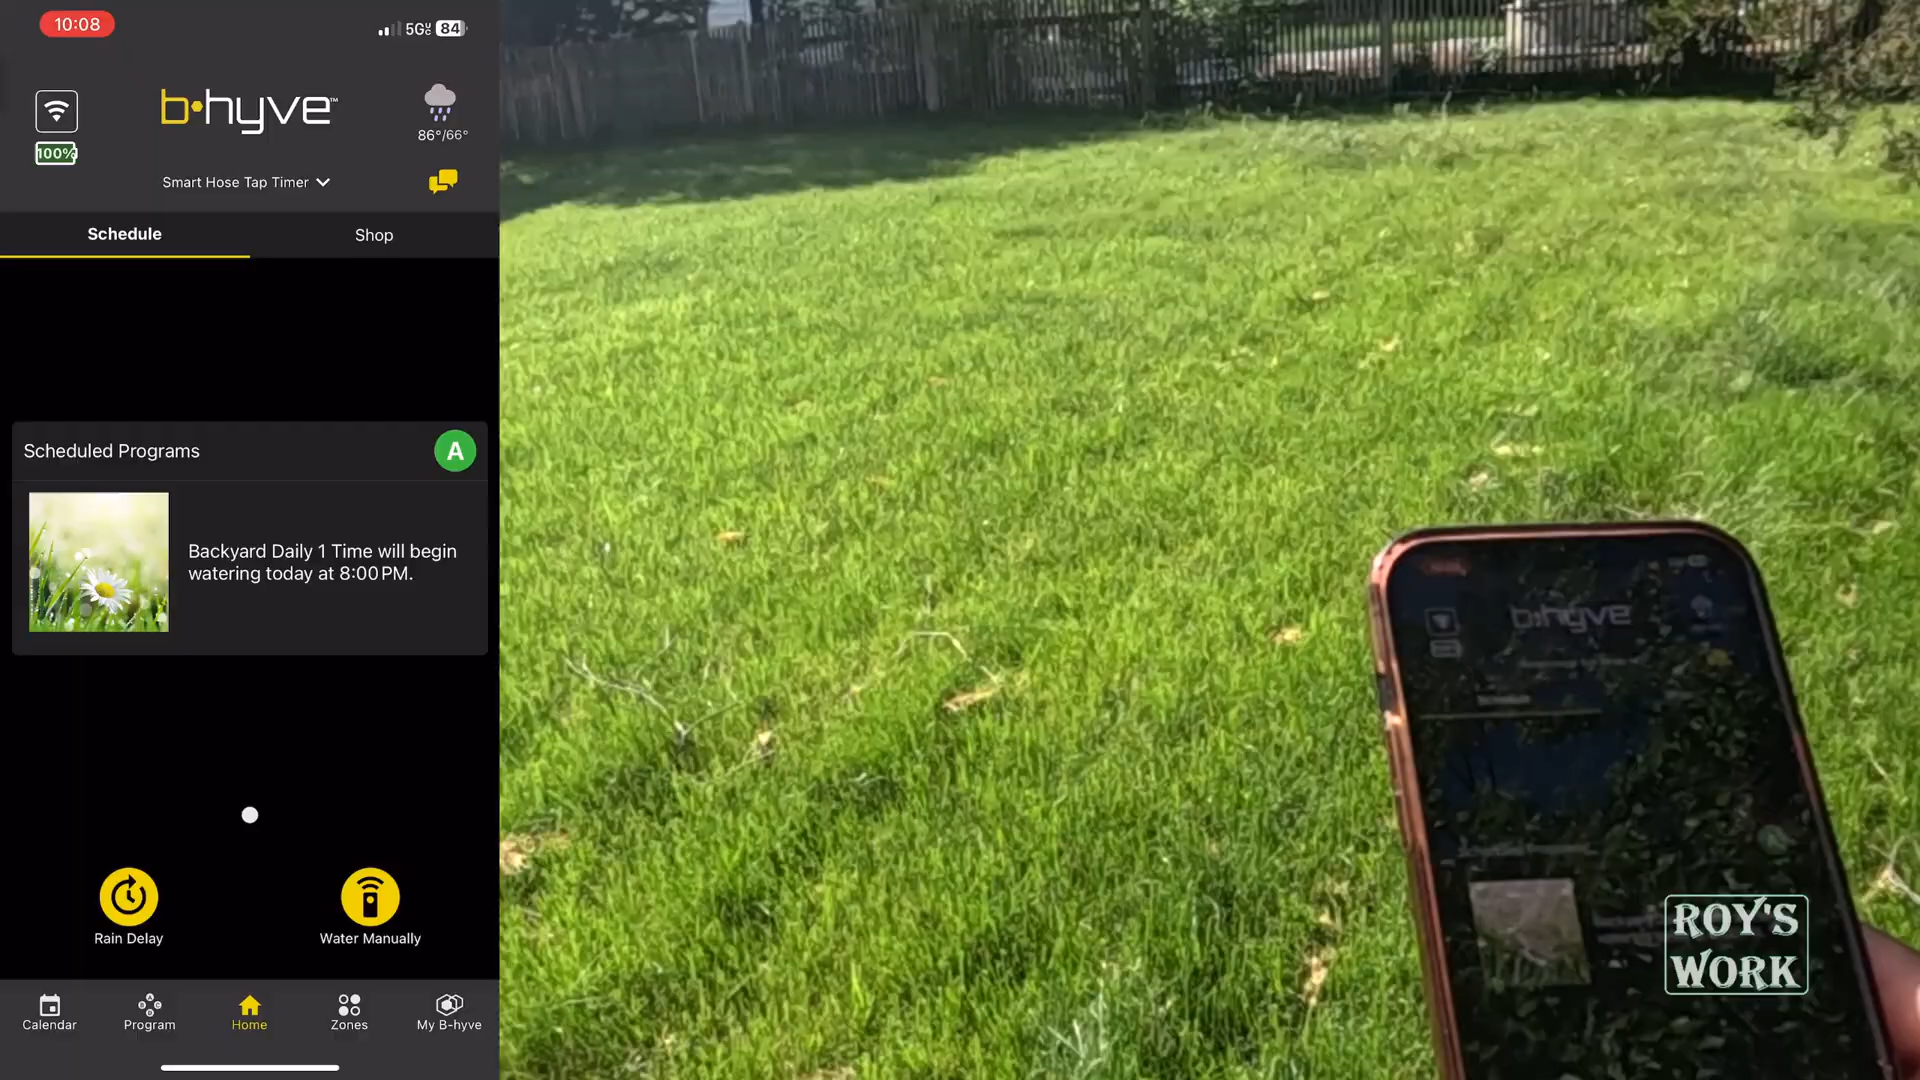 10:08
5G
84
b·hyve™
100%
86°/66°
Smart Hose Tap Timer
Schedule
Shop
Scheduled Programs
A
Backyard Daily 1 Time will begin
watering today at 8:00 PM.
Rain Delay
Water Manually
Calendar
Program
Home
Zones
My B-hyve
b·hyve
ROY'S
WORK